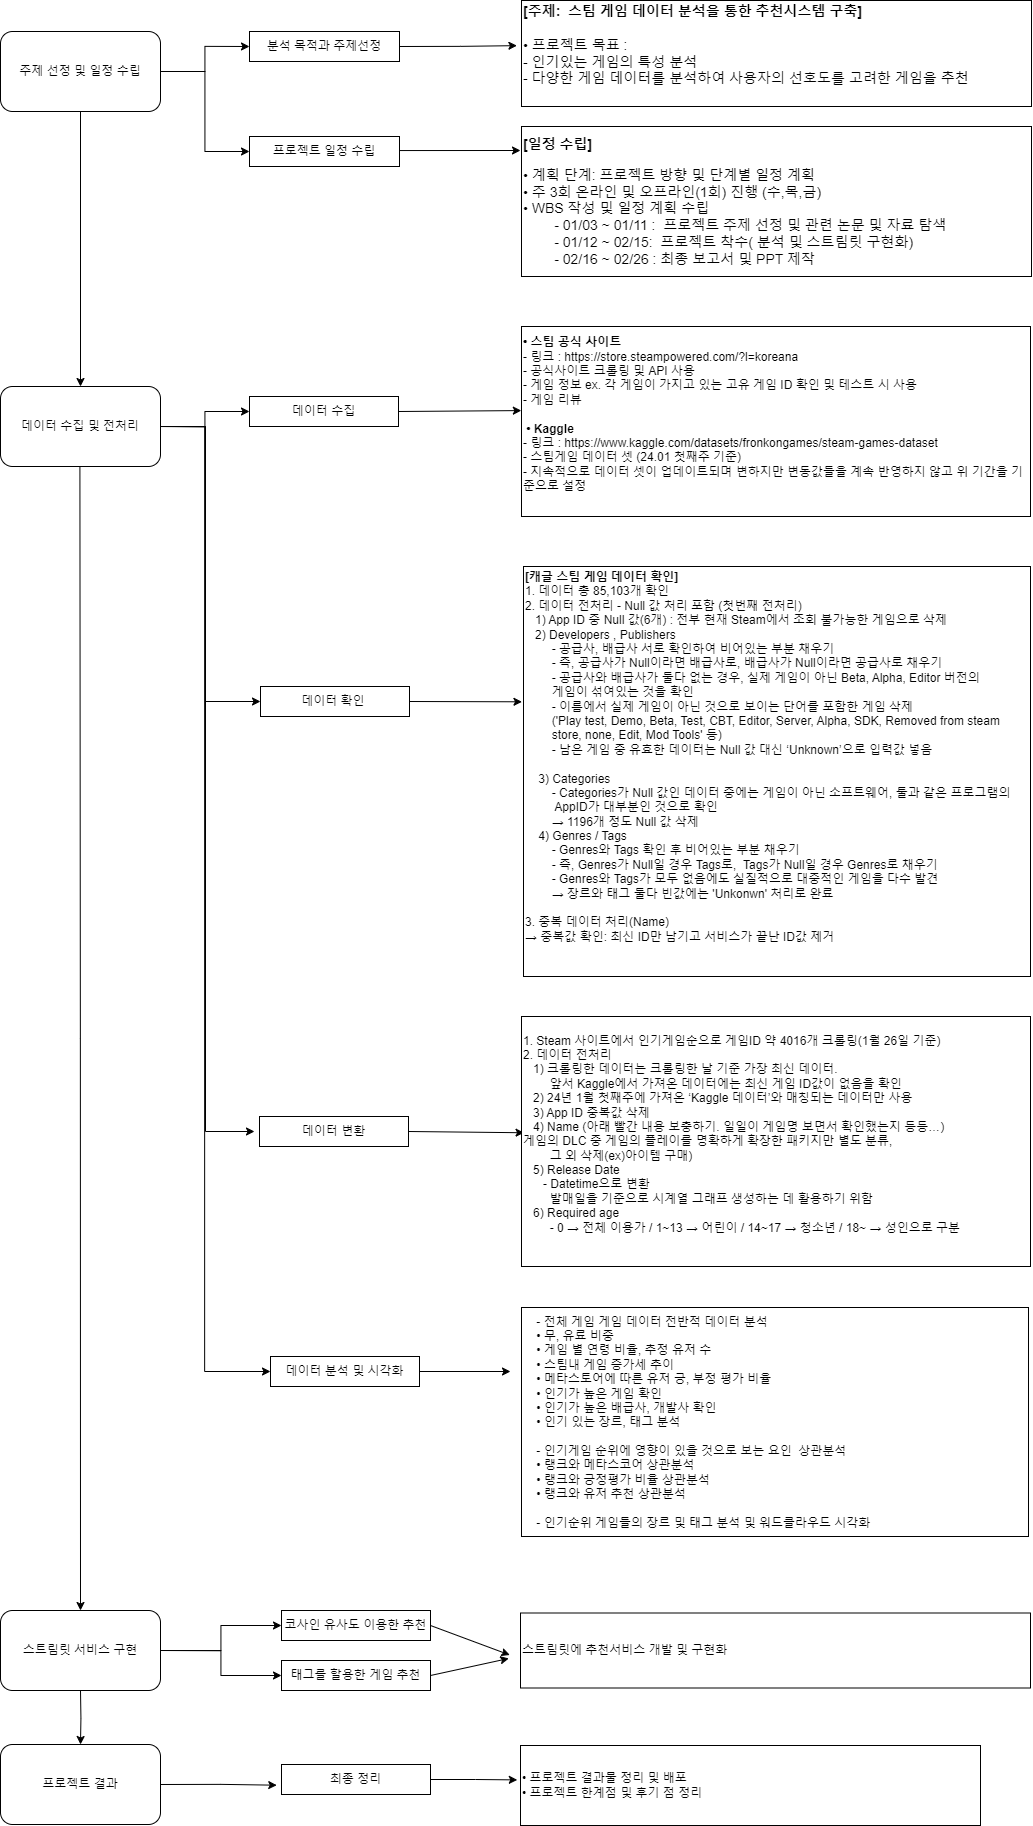 주제 선정 및 일정 수립
분석 목적과 주제선정
[주제:  스팀 게임 데이터 분석을 통한 추천시스템 구축]
• 프로젝트 목표 :
- 인기있는 게임의 특성 분석
- 다양한 게임 데이터를 분석하여 사용자의 선호도를 고려한 게임을 추천
프로젝트 일정 수립
[일정 수립]
• 계획 단계: 프로젝트 방향 및 단계별 일정 계획
• 주 3회 온라인 및 오프라인(1회) 진행 (수,목,금)
• WBS 작성 및 일정 계획 수립
- 01/03 ~ 01/11 :  프로젝트 주제 선정 및 관련 논문 및 자료 탐색
- 01/12 ~ 02/15:  프로젝트 착수( 분석 및 스트림릿 구현화)
- 02/16 ~ 02/26 : 최종 보고서 및 PPT 제작
데이터 수집 및 전처리
데이터 수집
• 스팀 공식 사이트
- 링크 : https://store.steampowered.com/?l=koreana
- 공식사이트 크롤링 및 API 사용
- 게임 정보 ex. 각 게임이 가지고 있는 고유 게임 ID 확인 및 테스트 시 사용
- 게임 리뷰
• Kaggle
- 링크 : https://www.kaggle.com/datasets/fronkongames/steam-games-dataset
- 스팀게임 데이터 셋 (24.01 첫째주 기준)
- 지속적으로 데이터 셋이 업데이트되며 변하지만 변동값들을 계속 반영하지 않고 위 기간을 기
준으로 설정
데이터 확인
[캐글 스팀 게임 데이터 확인]
1. 데이터 총 85,103개 확인
2. 데이터 전처리 - Null 값 처리 포함 (첫번째 전처리)
1) App ID 중 Null 값(6개) : 전부 현재 Steam에서 조회 불가능한 게임으로 삭제
2) Developers , Publishers
- 공급사, 배급사 서로 확인하여 비어있는 부분 채우기
- 즉, 공급사가 Null이라면 배급사로, 배급사가 Null이라면 공급사로 채우기
- 공급사와 배급사가 둘다 없는 경우, 실제 게임이 아닌 Beta, Alpha, Editor 버전의
게임이 섞여있는 것을 확인
- 이름에서 실제 게임이 아닌 것으로 보이는 단어를 포함한 게임 삭제
('Play test, Demo, Beta, Test, CBT, Editor, Server, Alpha, SDK, Removed from steam
store, none, Edit, Mod Tools' 등)
- 남은 게임 중 유효한 데이터는 Null 값 대신 ‘Unknown’으로 입력값 넣음
3) Categories
- Categories가 Null 값인 데이터 중에는 게임이 아닌 소프트웨어, 툴과 같은 프로그램의
AppID가 대부분인 것으로 확인
→ 1196개 정도 Null 값 삭제
4) Genres / Tags
- Genres와 Tags 확인 후 비어있는 부분 채우기
- 즉, Genres가 Null일 경우 Tags로,  Tags가 Null일 경우 Genres로 채우기
- Genres와 Tags가 모두 없음에도 실질적으로 대중적인 게임을 다수 발견
→ 장르와 태그 둘다 빈값에는 'Unkonwn' 처리로 완료
3. 중복 데이터 처리(Name)
→ 중복값 확인: 최신 ID만 남기고 서비스가 끝난 ID값 제거
데이터 변환
1. Steam 사이트에서 인기게임순으로 게임ID 약 4016개 크롤링(1월 26일 기준)
2. 데이터 전처리
1) 크롤링한 데이터는 크롤링한 날 기준 가장 최신 데이터.
앞서 Kaggle에서 가져온 데이터에는 최신 게임 ID값이 없음을 확인
2) 24년 1월 첫째주에 가져온 ‘Kaggle 데이터’와 매칭되는 데이터만 사용
3) App ID 중복값 삭제
4) Name (아래 빨간 내용 보충하기. 일일이 게임명 보면서 확인했는지 등등…)
게임의 DLC 중 게임의 플레이를 명확하게 확장한 패키지만 별도 분류,
그 외 삭제(ex)아이템 구매)
5) Release Date
- Datetime으로 변환
발매일을 기준으로 시계열 그래프 생성하는 데 활용하기 위함
6) Required age
- 0 → 전체 이용가 / 1~13 → 어린이 / 14~17 → 청소년 / 18~ → 성인으로 구분
데이터 분석 및 시각화
- 전체 게임 게임 데이터 전반적 데이터 분석
• 무, 유료 비중
• 게임 별 연령 비율, 추정 유저 수
• 스팀내 게임 증가세 추이
• 메타스토어에 따른 유저 긍, 부정 평가 비율
• 인기가 높은 게임 확인
• 인기가 높은 배급사, 개발사 확인
• 인기 있는 장르, 태그 분석
- 인기게임 순위에 영향이 있을 것으로 보는 요인  상관분석
• 랭크와 메타스코어 상관분석
• 랭크와 긍정평가 비율 상관분석
• 랭크와 유저 추천 상관분석
- 인기순위 게임들의 장르 및 태그 분석 및 워드클라우드 시각화
스트림릿 서비스 구현
코사인 유사도 이용한 추천
태그를 할용한 게임 추천
스트림릿에 추천서비스 개발 및 구현화
프로젝트 결과
최종 정리
• 프로젝트 결과물 정리 및 배포
• 프로젝트 한계점 및 후기 점 정리